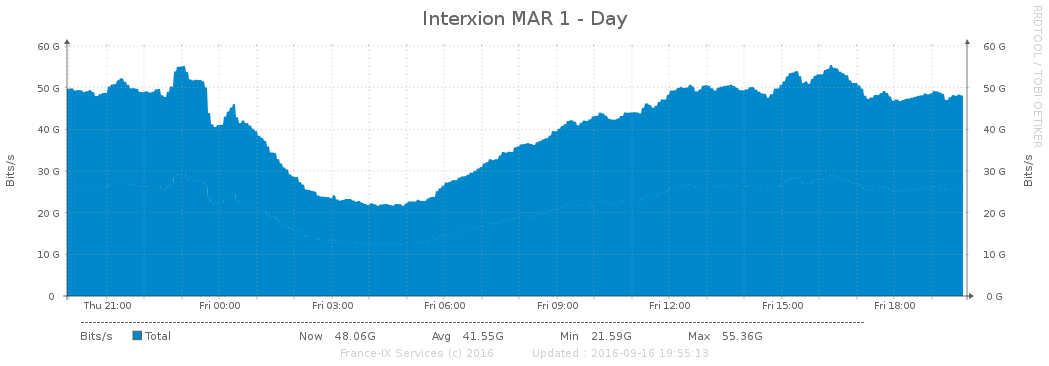 Interxion MAR 1 - Day
RRDTOOL / TOBI OETIKER
60 G 60 G
50 G 50 G
40 G 40 G
30 G 30 G
20 G 20 G
10 G 10 G
0 0 G
Bits/s
Bits/s
Thu 21:00 Fri 00:00 Fri 03:00 Fri 06:00 Fri 09:00 Fri 12:00 Fri 15:00 Fri 18:00
Bits/s Total Now 48.06G Avg 41.55G Min 21.59G Max 55.36G
France-IX Services (c) 2016 Updated : 2016-09-16 19:55:13